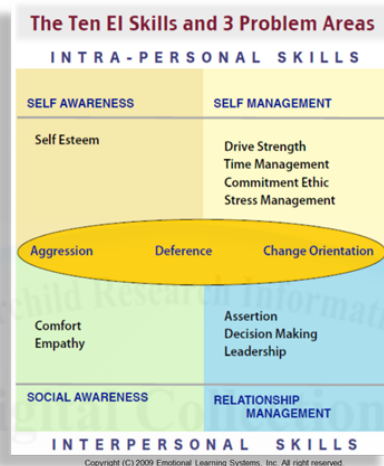 The Ten EI Skills and 3 Problem Areas
INTRA-PERSONAL SKILLS
SELF AWARENESS
SELF MANAGEMENT
Self Esteem
Drive Strength
Time Management
Commitment Ethic
Stress Management
Aggression Deference Change Orientation
Comfort
Empathy
Assertion
Decision Making
Leadership
SOCIAL AWARENESS
RELATIONSHIP
MANAGEMENT
INTERPERSONAL SKILLS
Copyright (C) 2009 Emotional Learning Systems, Inc. All right reserved.